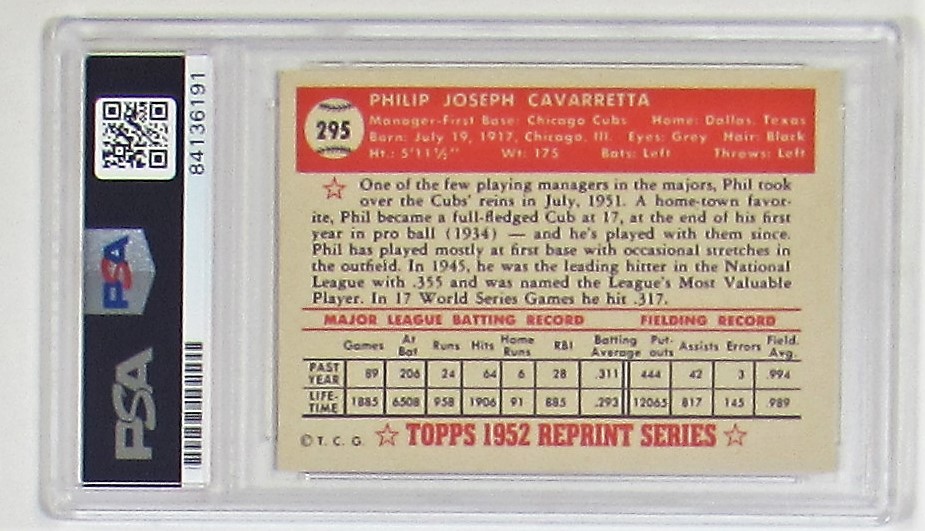 84136191
PSA
PSA
295
PHILIP JOSEPH CAVARRETTA
Manager-First Base: Chicago Cubs Home: Dallas, Texas
Born: July 19, 1917, Chicago, Ill. Eyes: Grey Hair: Black
Ht.: 5'11½" Wt: 175 Bats: Left Throws: Left
One of the few playing managers in the majors, Phil took
over the Cubs' reins in July, 1951. A home-town favor-
ite, Phil became a full-fledged Cub at 17, at the end of his first
year in pro ball (1934) — and he's played with them since.
Phil has played mostly at first base with occasional stretches in
the outfield. In 1945, he was the leading hitter in the National
League with .355 and was named the League's Most Valuable
Player. In 17 World Series Games he hit .317.
MAJOR LEAGUE BATTING RECORD FIELDING RECORD
Games At Bat Runs Hits Home Runs RBI Batting Average Put-outs Assists Errors Field. Avg.
PAST YEAR 89 206 24 64 6 28 .311 444 42 3 .994
LIFE-TIME 1885 6508 958 1906 91 885 .293 12065 817 145 .989
© T. C. G. ☆ TOPPS 1952 REPRINT SERIES ☆